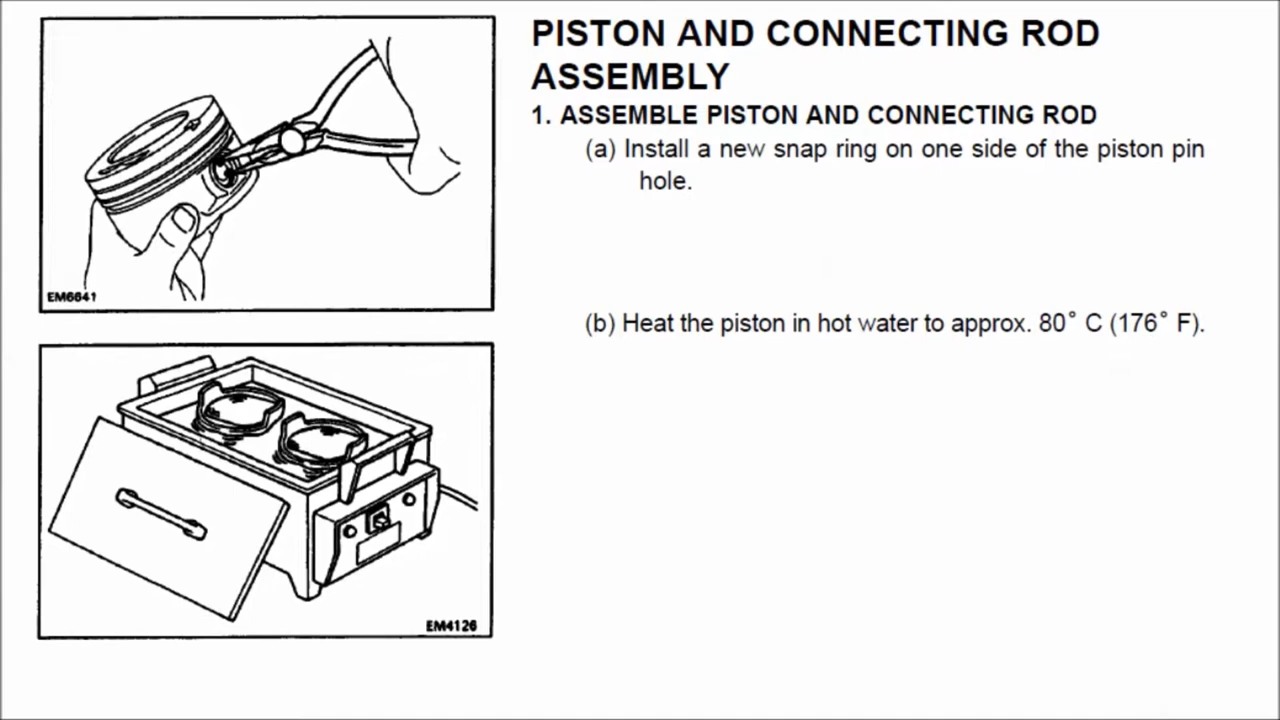 PISTON AND CONNECTING ROD
ASSEMBLY
1. ASSEMBLE PISTON AND CONNECTING ROD
(a) Install a new snap ring on one side of the piston pin
hole.
EM6641
(b) Heat the piston in hot water to approx. 80° C (176° F).
EM4126